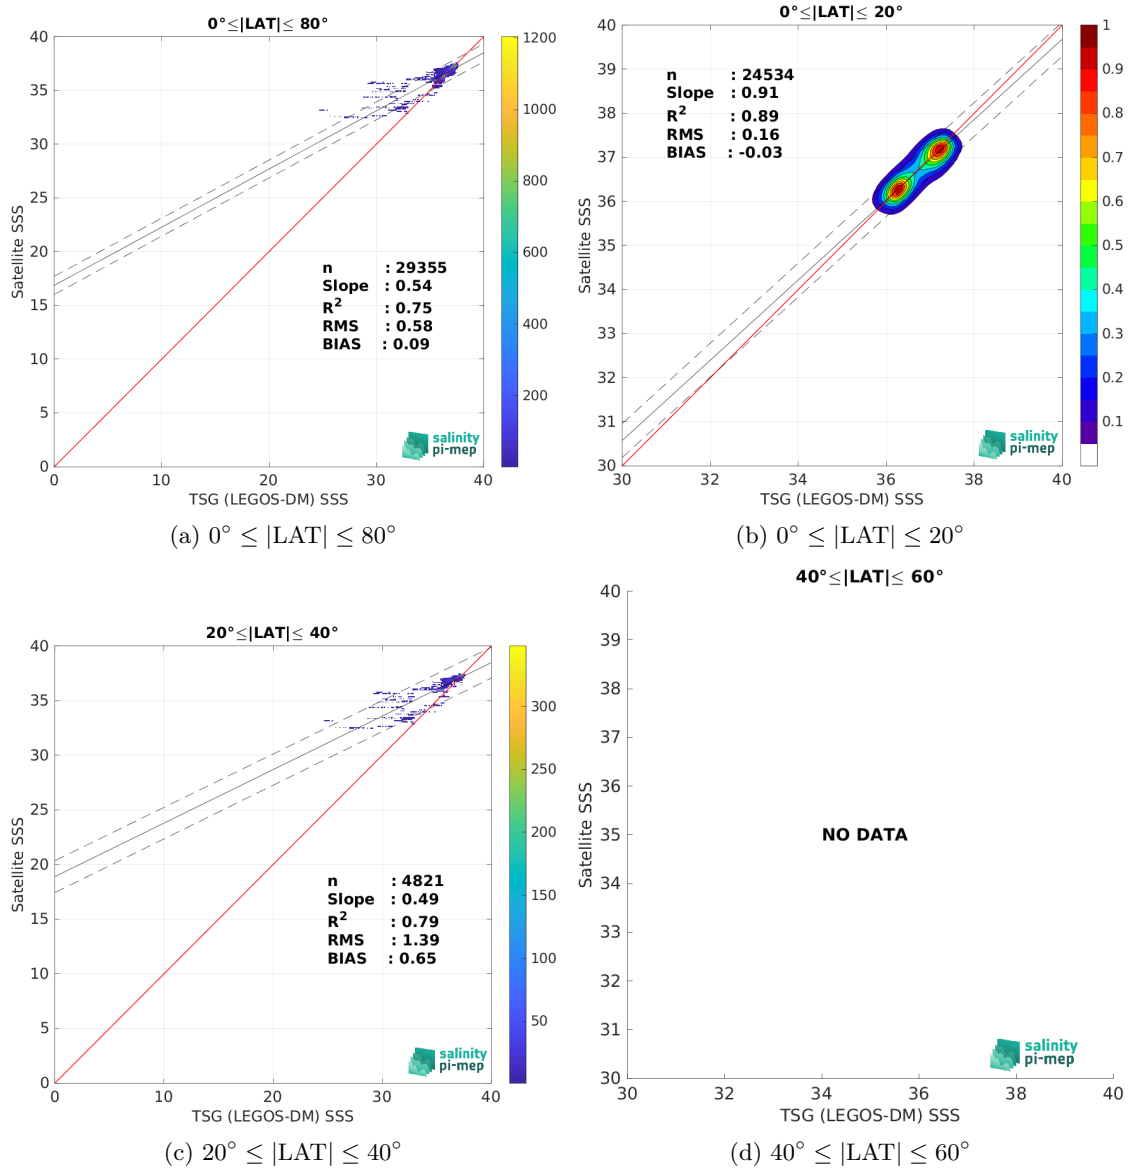 0°≤|LAT|≤ 80°
40
35
30
25
20
15
10
5
0
Satellite SSS
n : 29355
Slope : 0.54
R² : 0.75
RMS : 0.58
BIAS : 0.09
salinity
pi-mep
0 10 20 30 40
TSG (LEGOS-DM) SSS
1200
1000
800
600
400
200
(a) 0° ≤ |LAT| ≤ 80°
0°≤|LAT|≤ 20°
40
39
38
37
36
35
34
33
32
31
30
Satellite SSS
n : 24534
Slope : 0.91
R² : 0.89
RMS : 0.16
BIAS : -0.03
salinity
pi-mep
30 32 34 36 38 40
TSG (LEGOS-DM) SSS
1
0.9
0.8
0.7
0.6
0.5
0.4
0.3
0.2
0.1
(b) 0° ≤ |LAT| ≤ 20°
20°≤|LAT|≤ 40°
40
35
30
25
20
15
10
5
0
Satellite SSS
n : 4821
Slope : 0.49
R² : 0.79
RMS : 1.39
BIAS : 0.65
salinity
pi-mep
0 10 20 30 40
TSG (LEGOS-DM) SSS
300
250
200
150
100
50
(c) 20° ≤ |LAT| ≤ 40°
40°≤|LAT|≤ 60°
40
39
38
37
36
35
34
33
32
31
30
Satellite SSS
NO DATA
salinity
pi-mep
30 32 34 36 38 40
TSG (LEGOS-DM) SSS
(d) 40° ≤ |LAT| ≤ 60°